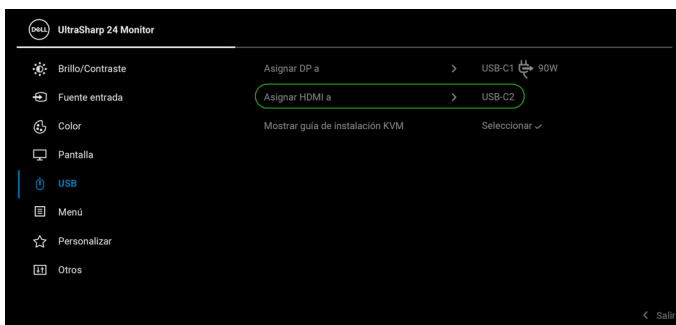 DELL UltraSharp 24 Monitor
Brillo/Contraste
Asignar DP a > USB-C1 90W
Fuente entrada
Asignar HDMI a > USB-C2
Color
Mostrar guía de instalación KVM Seleccionar ✓
Pantalla
USB
Menú
Personalizar
Otros
< Salir